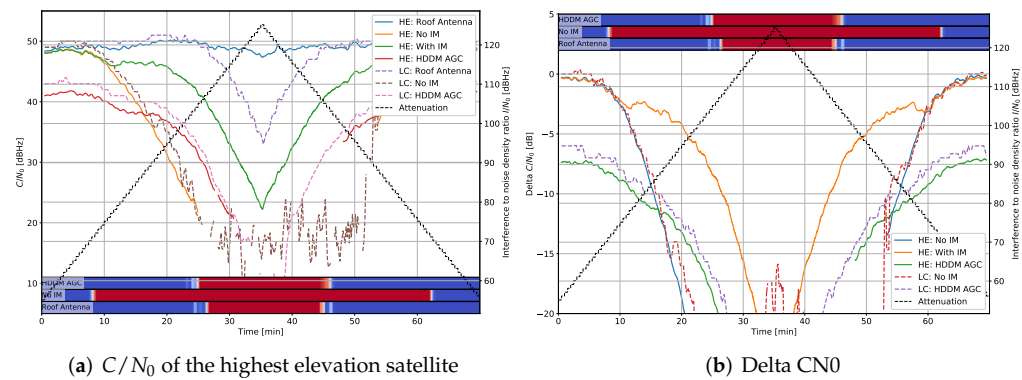 50
40
30
20
10
C/N₀ [dBHz]
HE: Roof Antenna
HE: No IM
HE: With IM
HE: HDDM AGC
LC: Roof Antenna
LC: No IM
LC: HDDM AGC
Attenuation
120
110
100
90
80
70
60
Interference to noise density ratio I/N₀ [dBHz]
HDDM AGC
No IM
Roof Antenna
0 10 20 30 40 50 60
Time [min]
(a) C/N₀ of the highest elevation satellite
HDDM AGC
No IM
Roof Antenna
5
0
−5
−10
−15
−20
Delta C/N₀ [dB]
HE: No IM
HE: With IM
HE: HDDM AGC
LC: No IM
LC: HDDM AGC
Attenuation
120
110
100
90
80
70
60
Interference to noise density ratio I/N₀ [dBHz]
0 10 20 30 40 50 60
Time [min]
(b) Delta CN0